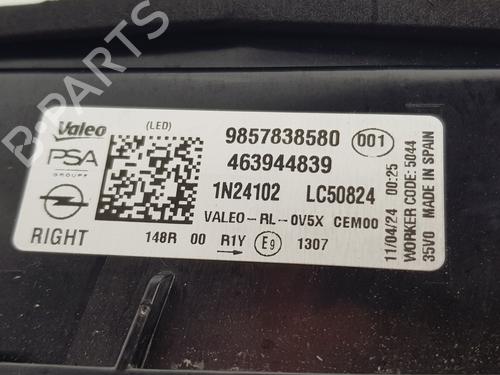 Valeo (LED) 9857838580 001
PSA
GROUPE
463944839
1N24102 LC50824
VALEO-RL-0V5X CEM00
RIGHT 148R 00 R1Y E9 1307
11/04/24 00:25
35V0 MADE IN SPAIN
WORKER CODE: 5044
B-PARTS